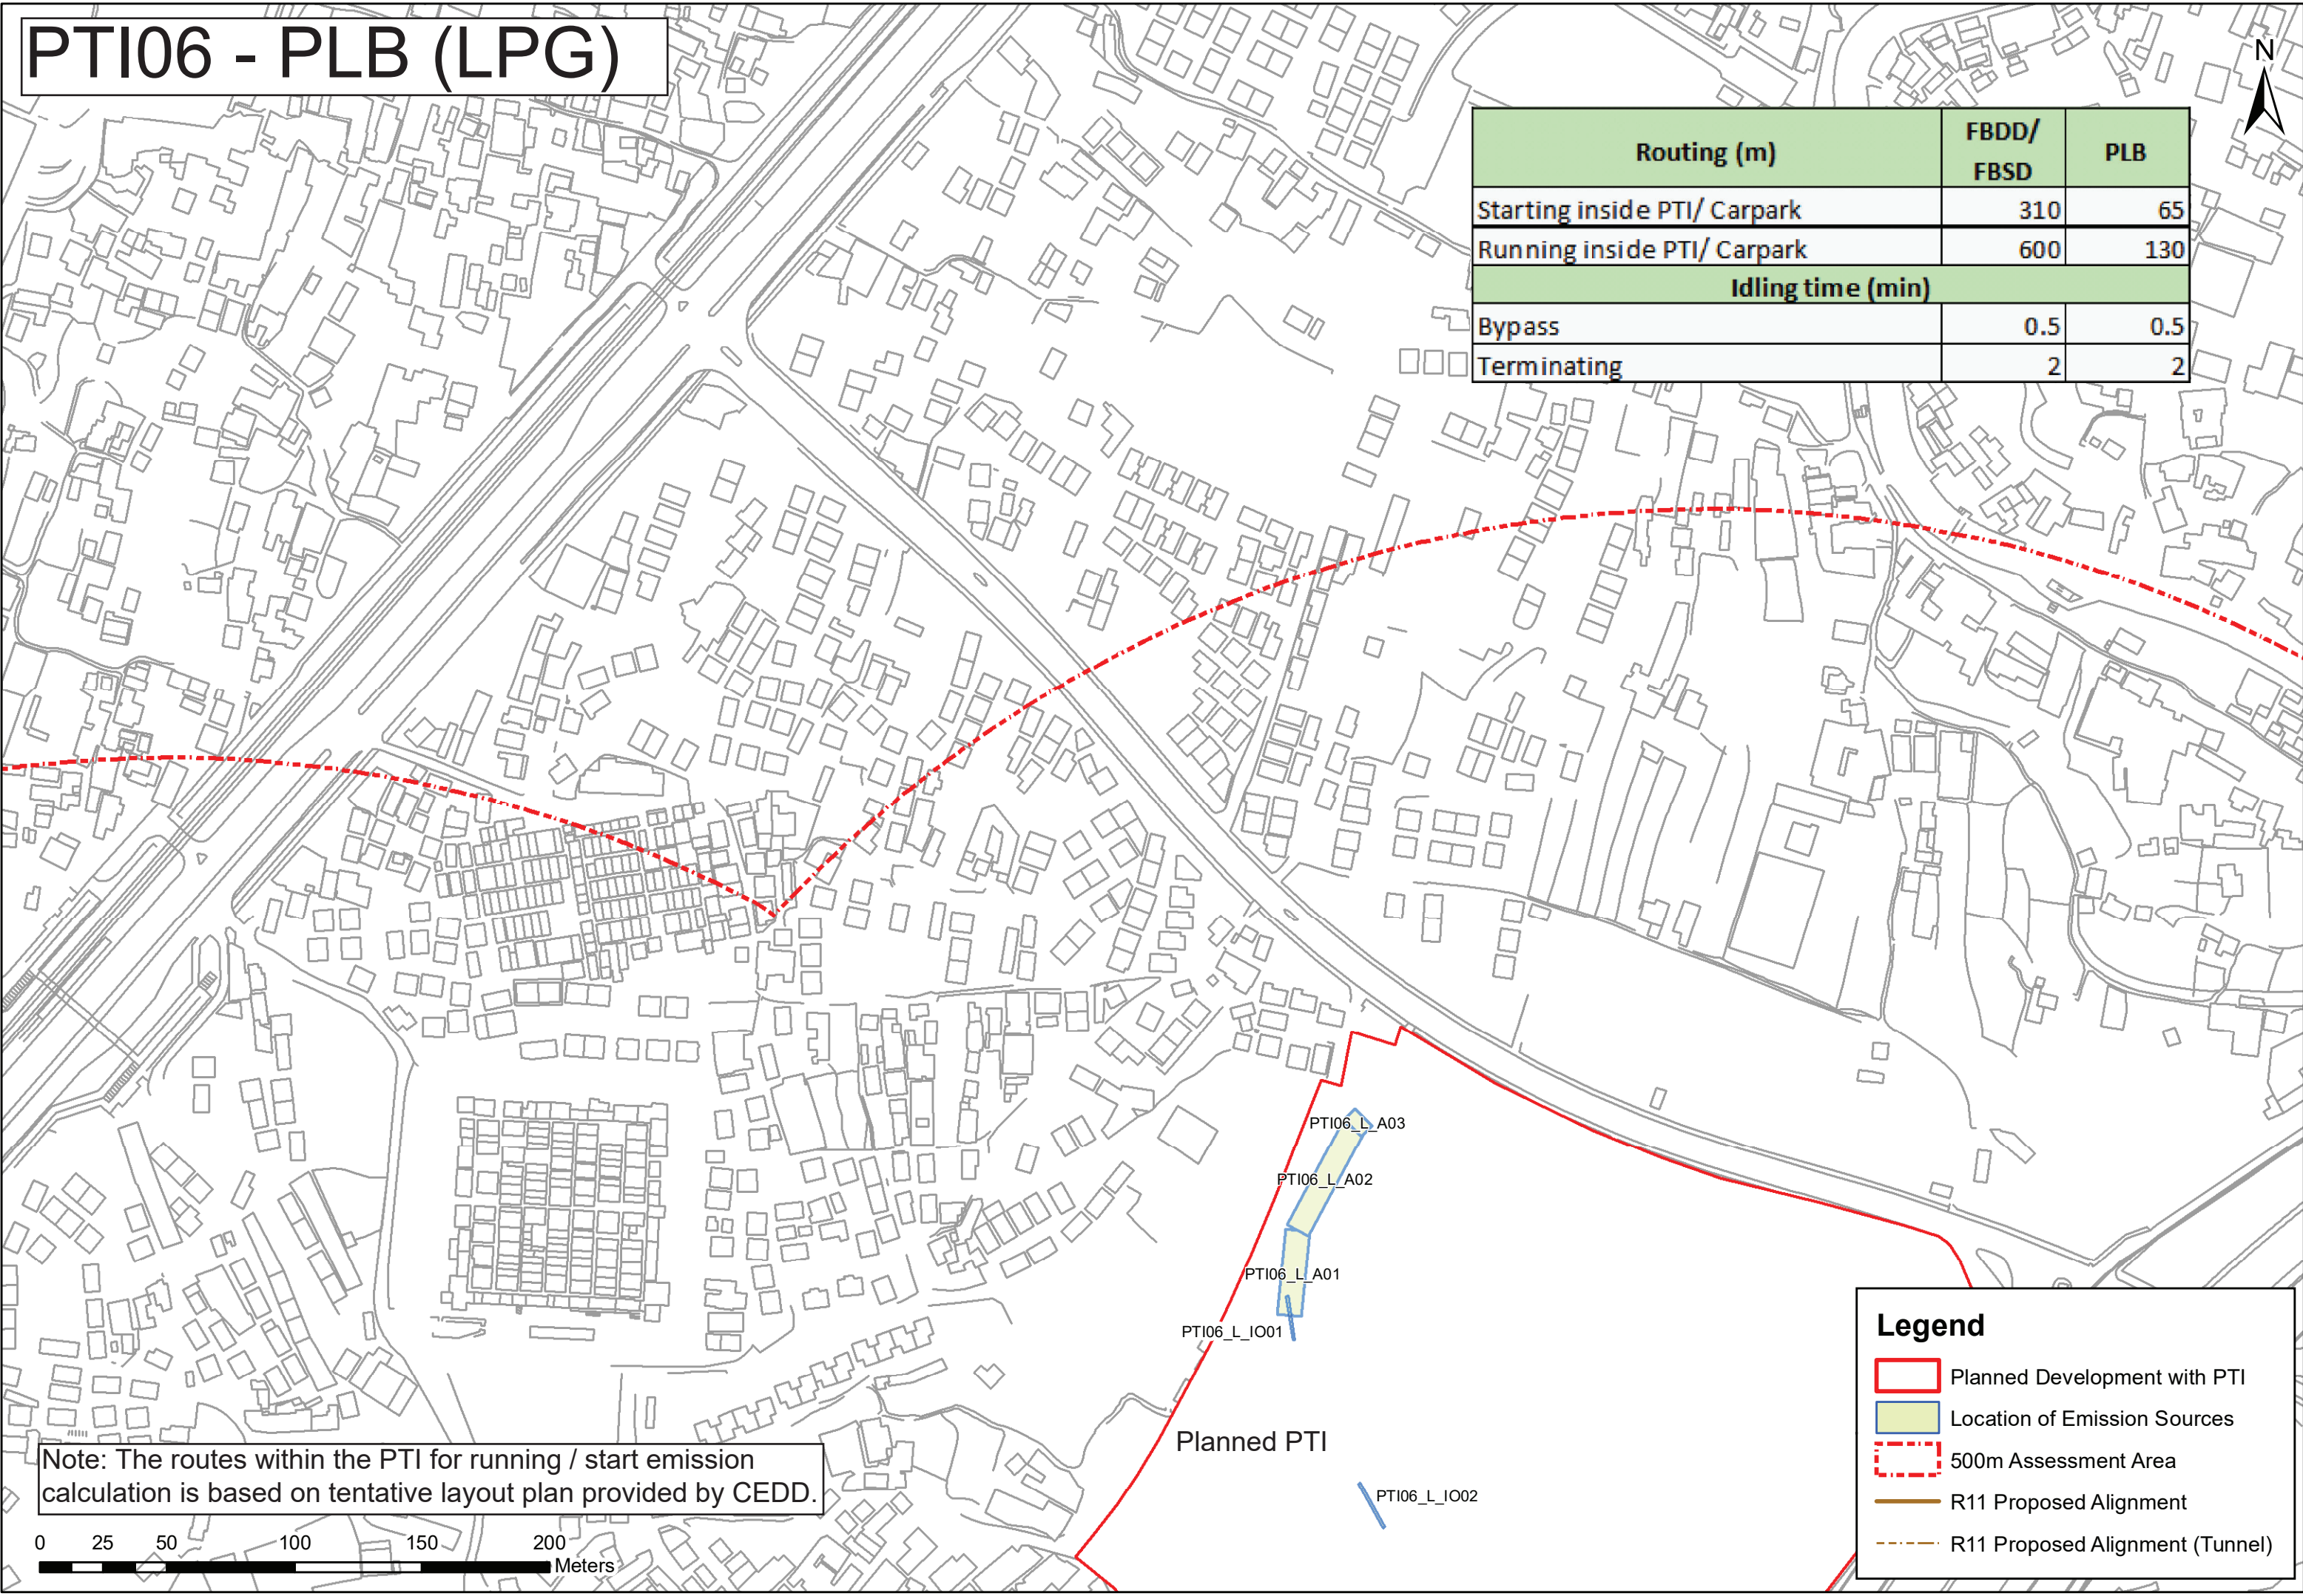 PTI06 - PLB (LPG)
N
Routing (m) FBDD/ FBSD PLB
Starting inside PTI/ Carpark 310 65
Running inside PTI/ Carpark 600 130
Idling time (min)
Bypass 0.5 0.5
Terminating 2 2
PTI06_L_A03
PTI06_L_A02
PTI06_L_A01
PTI06_L_IO01
Planned PTI
PTI06_L_IO02
Note: The routes within the PTI for running / start emission
calculation is based on tentative layout plan provided by CEDD.
0 25 50 100 150 200
Meters
Legend
Planned Development with PTI
Location of Emission Sources
500m Assessment Area
R11 Proposed Alignment
R11 Proposed Alignment (Tunnel)